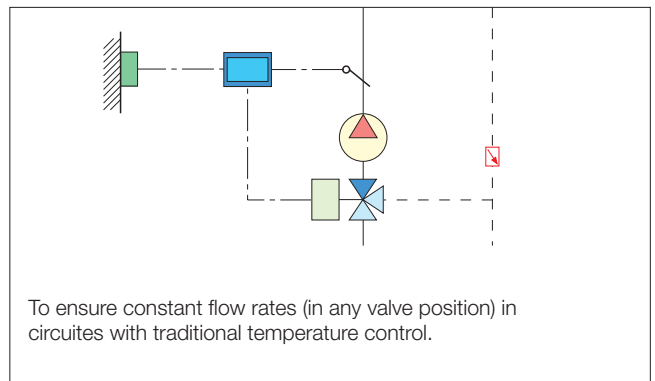 To ensure constant flow rates (in any valve position) in
circuites with traditional temperature control.